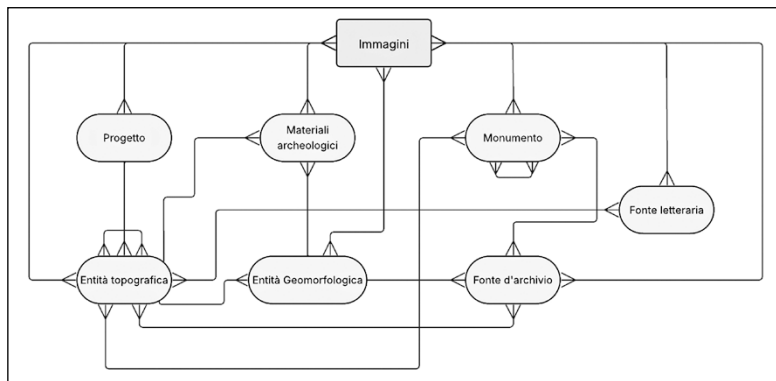 Immagini
Progetto
Materiali
archeologici
Monumento
Fonte letteraria
Entità topografica
Entità Geomorfologica
Fonte d'archivio